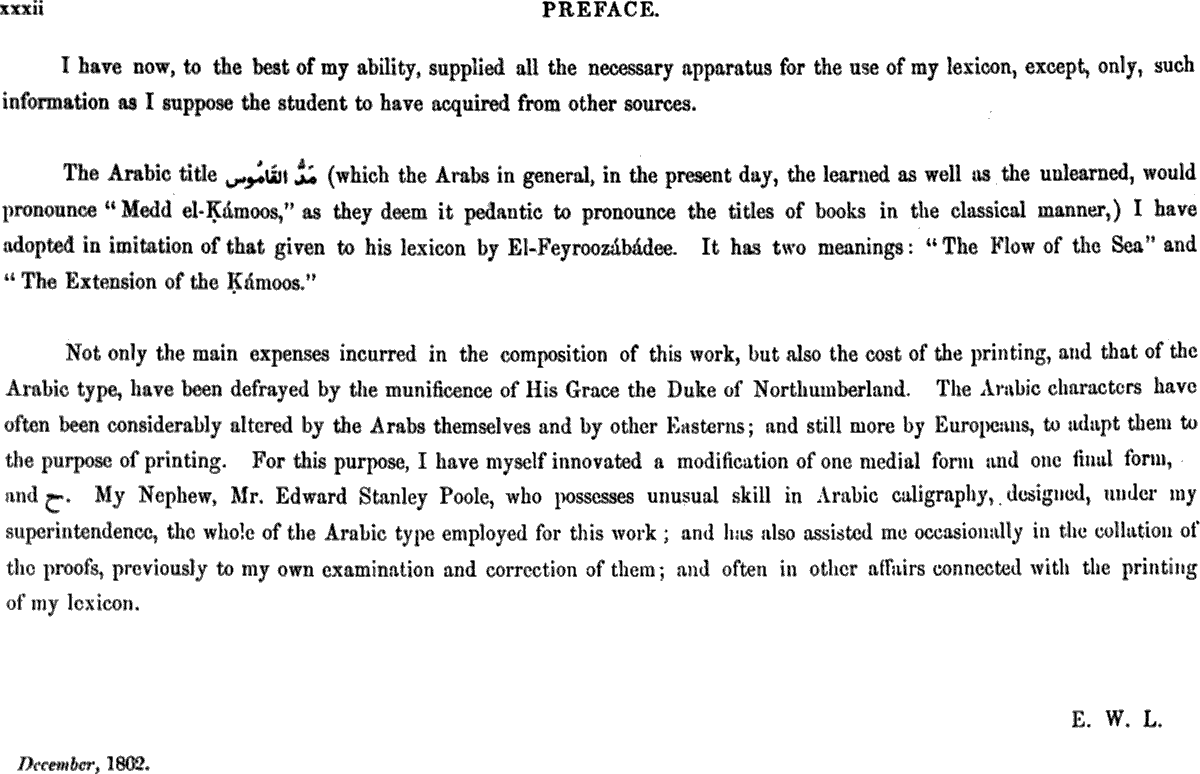 xxxii PREFACE.
I have now, to the best of my ability, supplied all the necessary apparatus for the use of my lexicon, except, only, such
information as I suppose the student to have acquired from other sources.
The Arabic title مَدُّ القَامُوس (which the Arabs in general, in the present day, the learned as well as the unlearned, would
pronounce “Medd el-Ḳámoos,” as they deem it pedantic to pronounce the titles of books in the classical manner,) I have
adopted in imitation of that given to his lexicon by El-Feyroozábádee. It has two meanings: “The Flow of the Sea” and
“The Extension of the Ḳámoos.”
Not only the main expenses incurred in the composition of this work, but also the cost of the printing, and that of the
Arabic type, have been defrayed by the munificence of His Grace the Duke of Northumberland. The Arabic characters have
often been considerably altered by the Arabs themselves and by other Easterns; and still more by Europeans, to adapt them to
the purpose of printing. For this purpose, I have myself innovated a modification of one medial form and one final form,
and ـح. My Nephew, Mr. Edward Stanley Poole, who possesses unusual skill in Arabic caligraphy, designed, under my
superintendence, the whole of the Arabic type employed for this work; and has also assisted me occasionally in the collation of
the proofs, previously to my own examination and correction of them; and often in other affairs connected with the printing
of my lexicon.
E. W. L.
December, 1802.